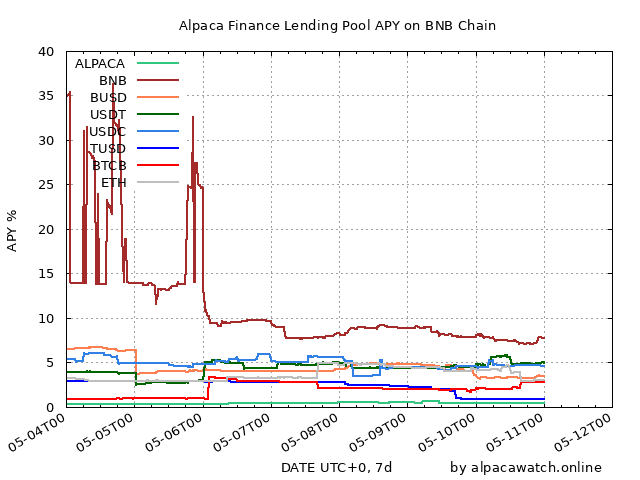 Alpaca Finance Lending Pool APY on BNB Chain
40
35
30
25
20
15
10
5
0
APY %
ALPACA
BNB
BUSD
USDT
USDC
TUSD
BTCB
ETH
05-04T00
05-05T00
05-06T00
05-07T00
05-08T00
05-09T00
05-10T00
05-11T00
05-12T00
DATE UTC+0, 7d
by alpacawatch.online